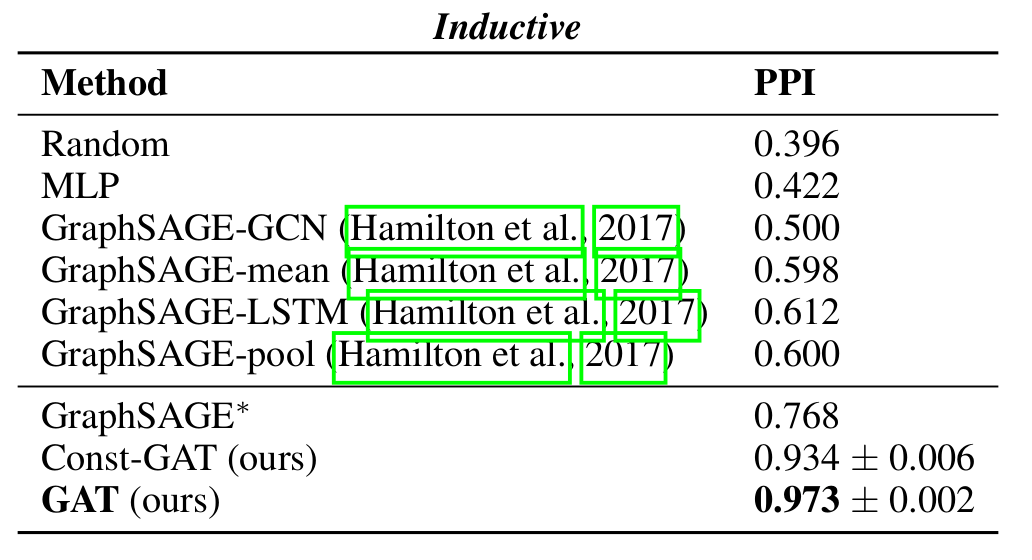 Inductive
Method PPI
Random 0.396
MLP 0.422
GraphSAGE-GCN (Hamilton et al., 2017) 0.500
GraphSAGE-mean (Hamilton et al., 2017) 0.598
GraphSAGE-LSTM (Hamilton et al., 2017) 0.612
GraphSAGE-pool (Hamilton et al., 2017) 0.600
GraphSAGE* 0.768
Const-GAT (ours) 0.934 ± 0.006
GAT (ours) 0.973 ± 0.002